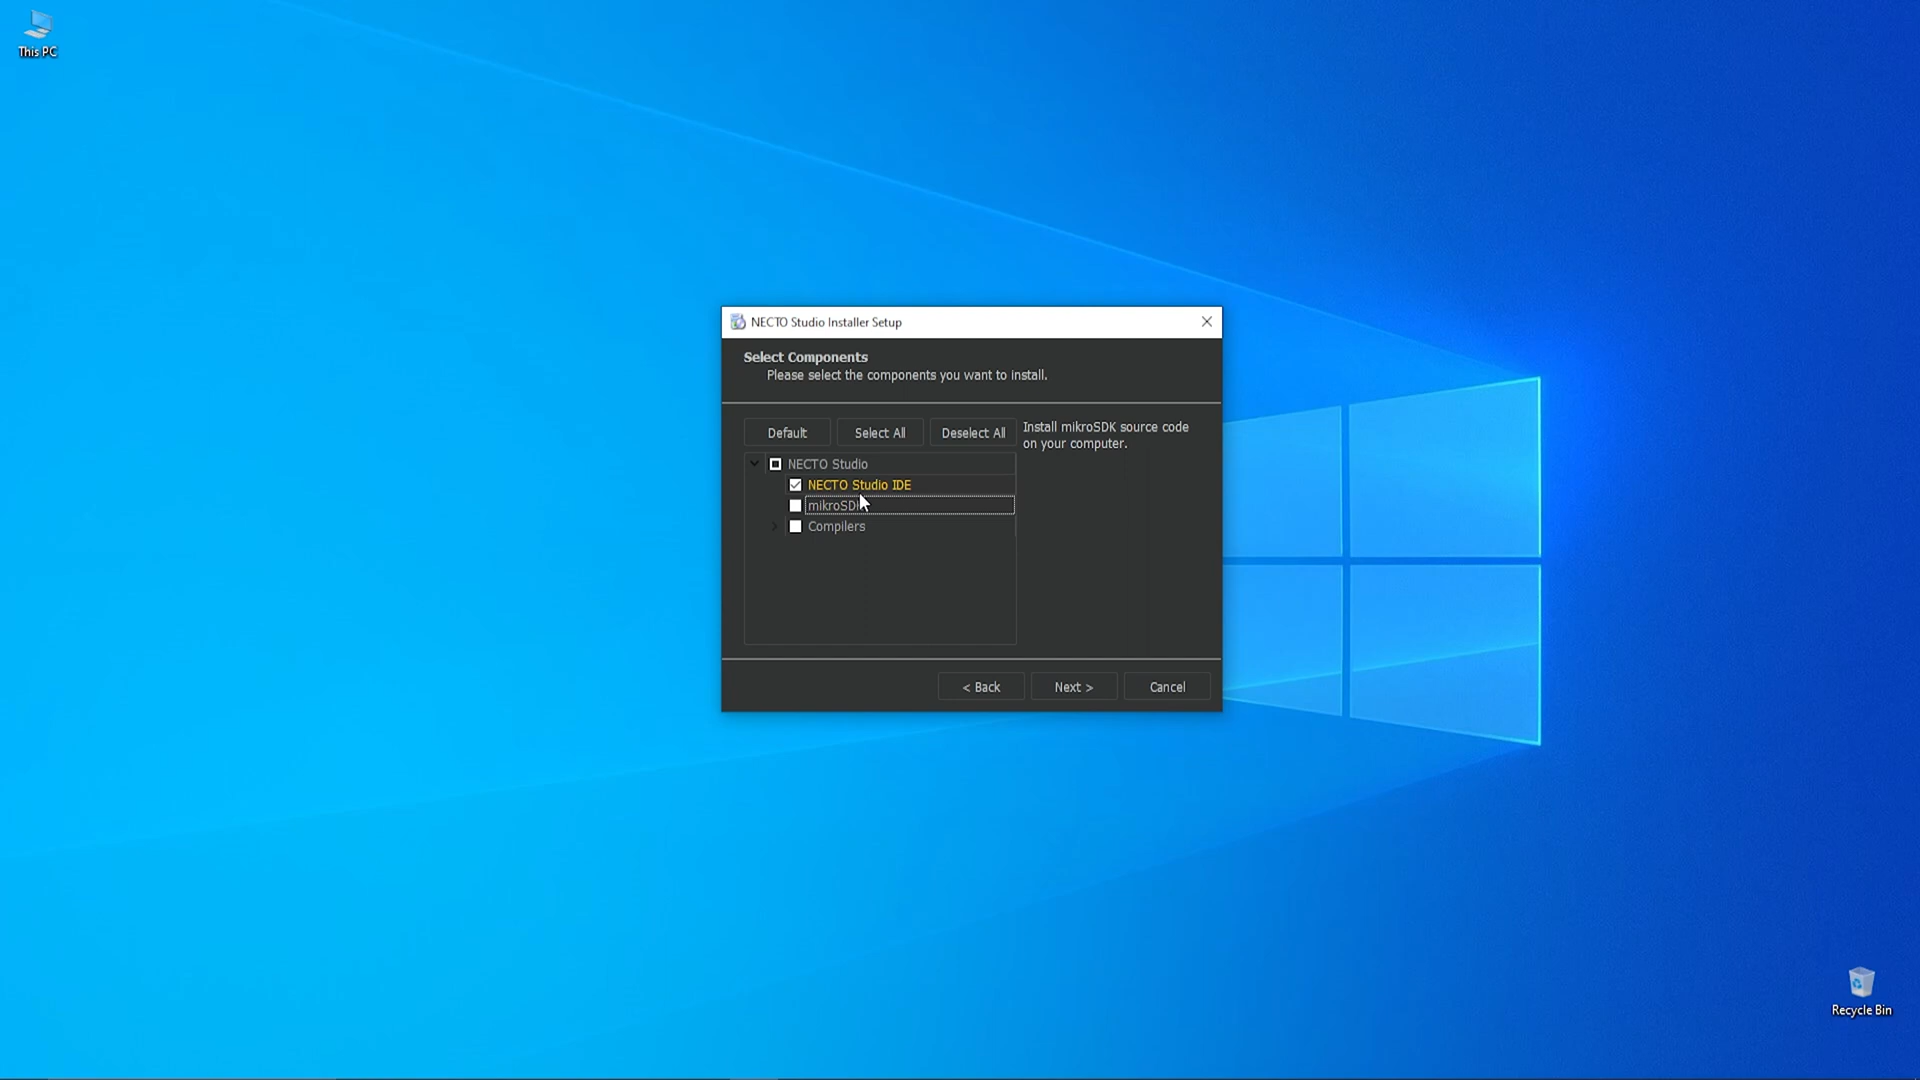 This PC
NECTO Studio Installer Setup
Select Components
Please select the components you want to install.
Default
Select All
Deselect All
Install mikroSDK source code
on your computer.
NECTO Studio
NECTO Studio IDE
mikroSDK
Compilers
< Back
Next >
Cancel
Recycle Bin